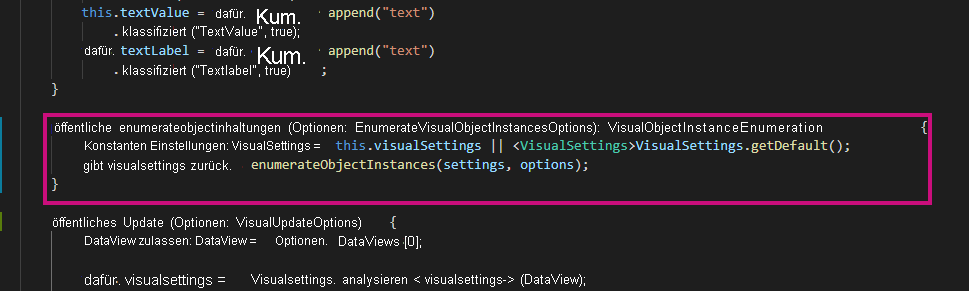 this.textValue = dafür. Kum. append("text")
. klassifiziert ("TextValue", true);
dafür. textLabel = dafür. Kum. append("text")
. klassifiziert ("Textlabel", true) ;
}
öffentliche enumerateobjectinhaltungen (Optionen: EnumerateVisualObjectInstancesOptions): VisualObjectInstanceEnumeration {
Konstanten Einstellungen: VisualSettings = this.visualSettings || <VisualSettings>VisualSettings.getDefault();
gibt visualsettings zurück. enumerateObjectInstances(settings, options);
}
öffentliches Update (Optionen: VisualUpdateOptions) {
DataView zulassen: DataView = Optionen. DataViews [0];
dafür. visualsettings = Visualsettings. analysieren < visualsettings-> (DataView);